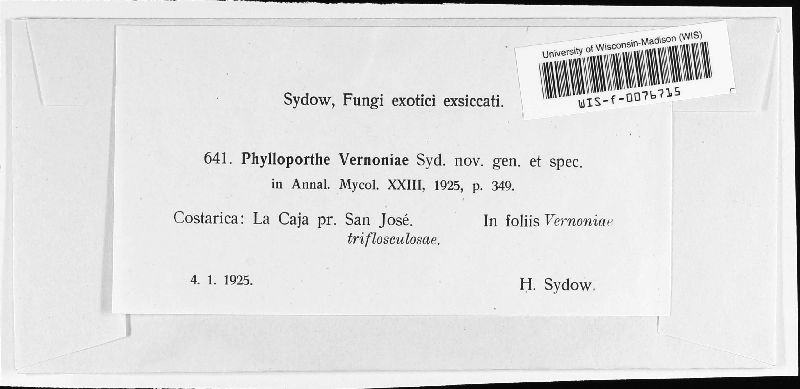 University of Wisconsin-Madison (WIS)
WIS-f-0076715
Sydow, Fungi exotici exsiccati.
641. Phylloporthe Vernoniae Syd. nov. gen. et spec.
in Annal. Mycol. XXIII, 1925, p. 349.
Costarica: La Caja pr. San José. In foliis Vernoniae
triflosculosae.
4. 1. 1925. H. Sydow.